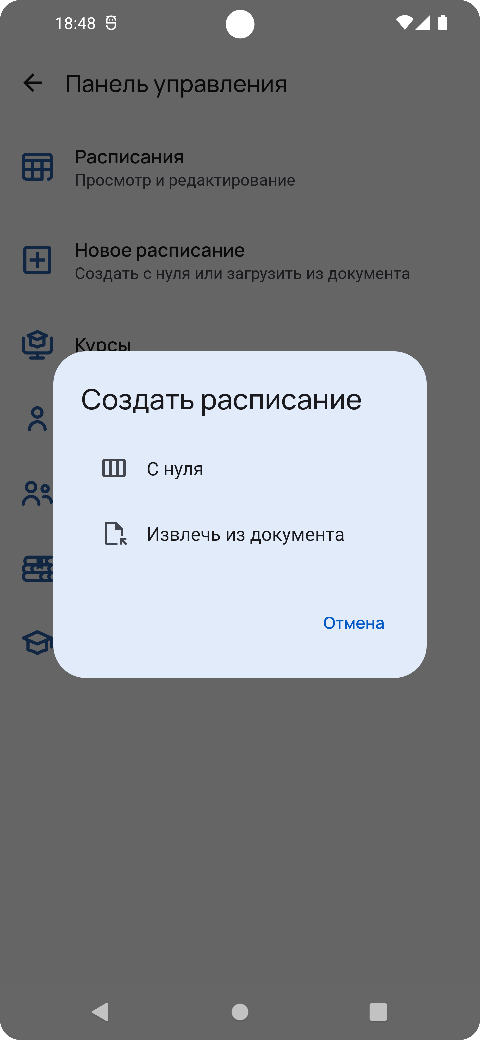 18:48
Панель управления
Расписания
Просмотр и редактирование
Новое расписание
Создать с нуля или загрузить из документа
Курсы
Создать расписание
С нуля
Извлечь из документа
Отмена